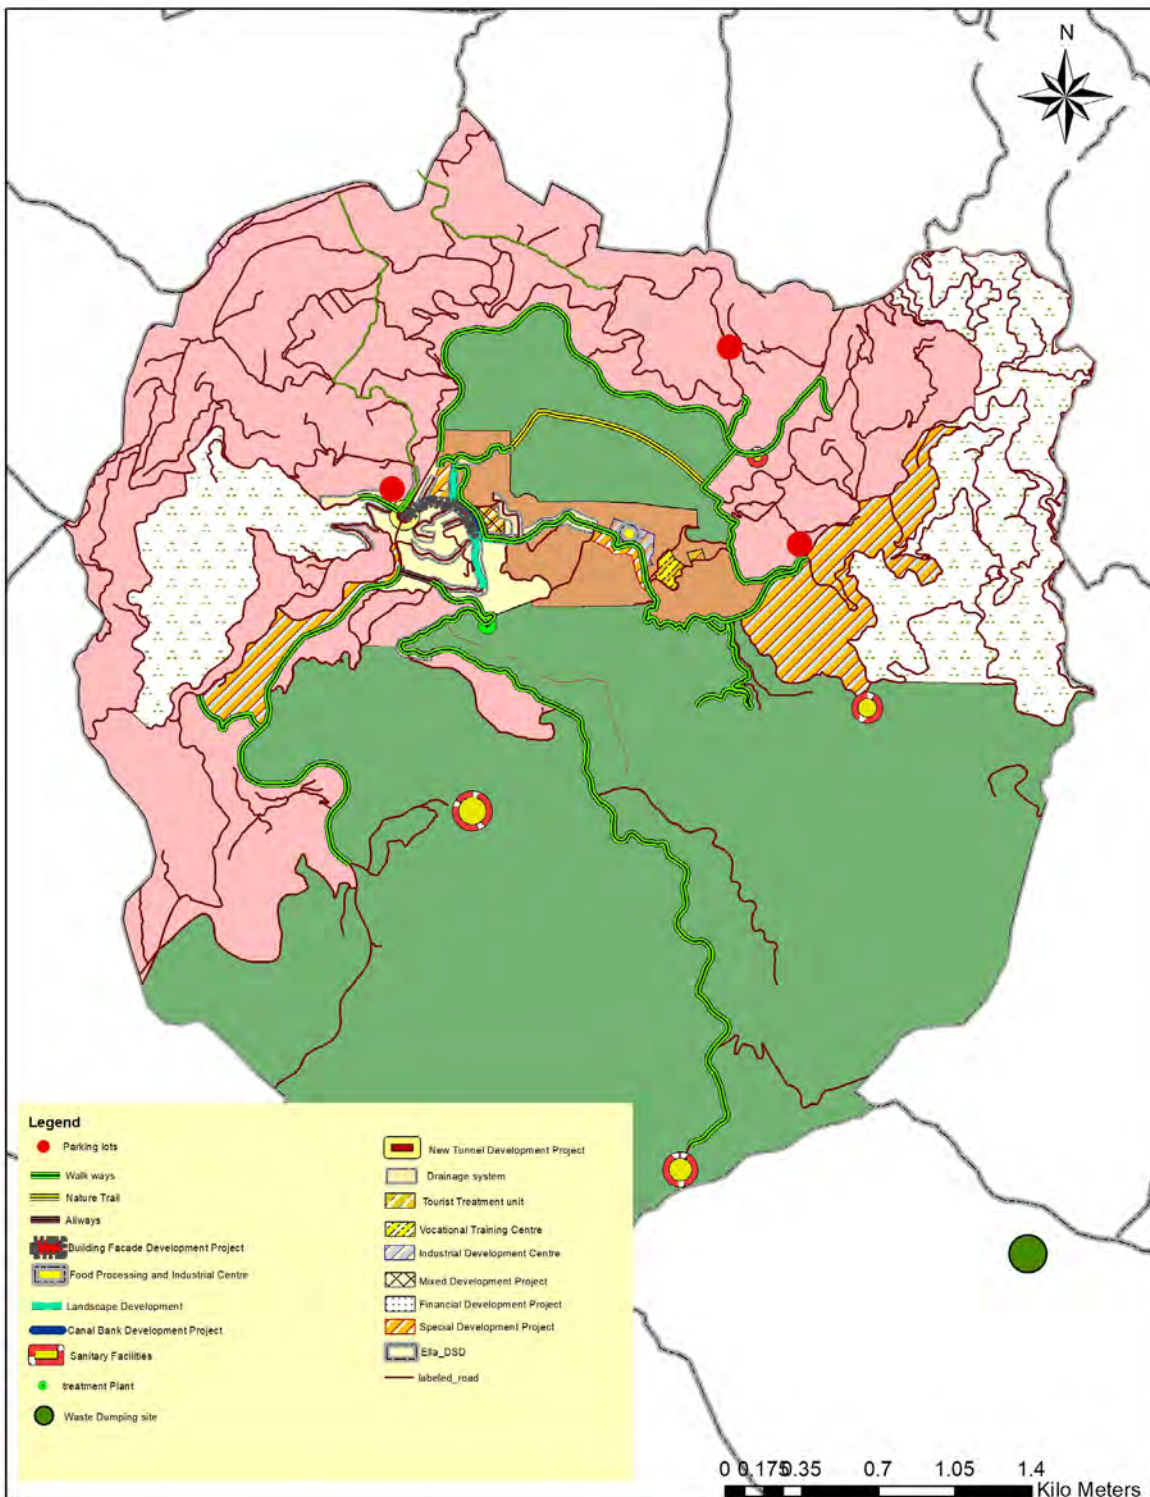 N
Legend
Parking lots
Walk ways
Nature Trail
Allways
Building Facade Development Project
Food Processing and Industrial Centre
Landscape Development
Canal Bank Development Project
Sanitary Facilities
treatment Plant
Waste Dumping site
New Tunnel Development Project
Drainage system
Tourist Treatment unit
Vocational Training Centre
Industrial Development Centre
Mixed Development Project
Financial Development Project
Special Development Project
Ella_DSD
labeled_road
0 0.175 0.35 0.7 1.05 1.4
Kilo Meters